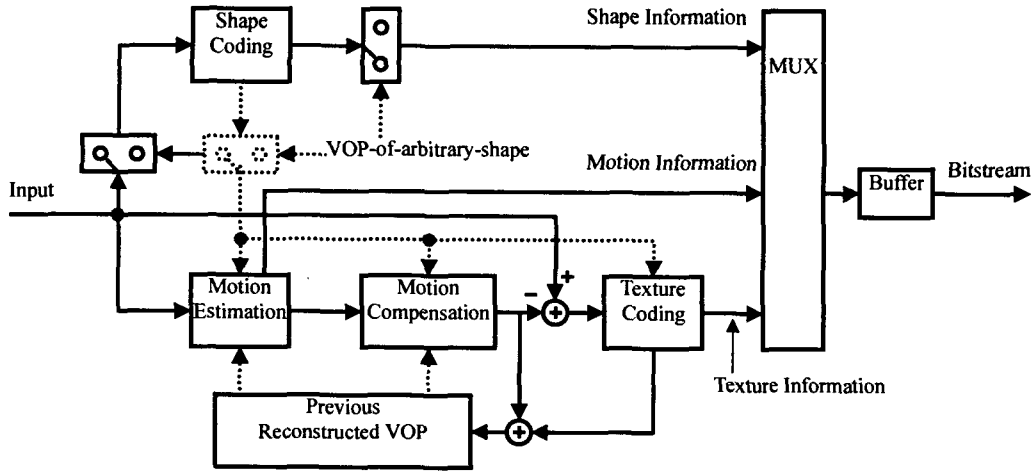 Shape
Coding
Shape Information
MUX
VOP-of-arbitrary-shape
Motion Information
Input
Buffer
Bitstream
+
Motion
Estimation
Motion
Compensation
−
+
Texture
Coding
Texture Information
Previous
Reconstructed VOP
+